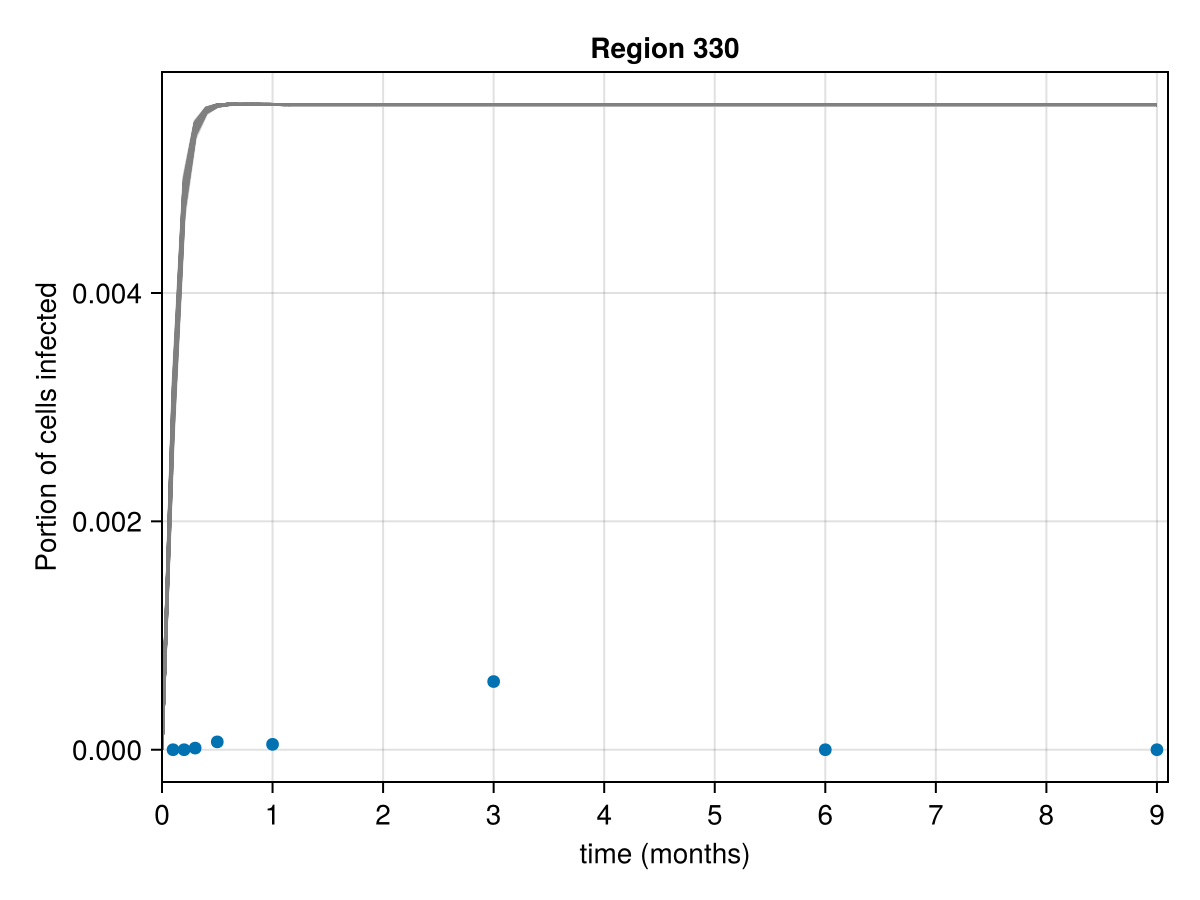 Region 330
Portion of cells infected
0.004
0.002
0.000
0 1 2 3 4 5 6 7 8 9
time (months)